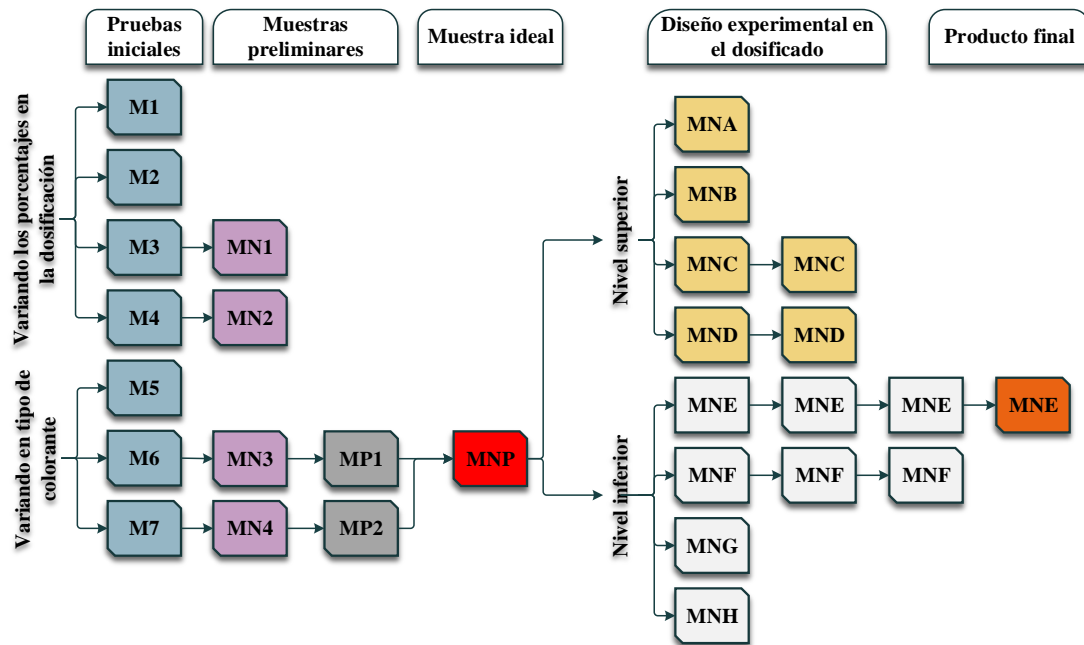 Pruebas
iniciales
Muestras
preliminares
Muestra ideal
Diseño experimental en
el dosificado
Producto final
Variando los porcentajes en
la dosificación
M1
M2
M3
MN1
M4
MN2
Variando en tipo de
colorante
M5
M6
MN3
MP1
M7
MN4
MP2
MNP
Nivel superior
MNA
MNB
MNC
MNC
MND
MND
Nivel inferior
MNE
MNE
MNE
MNE
MNF
MNF
MNF
MNG
MNH